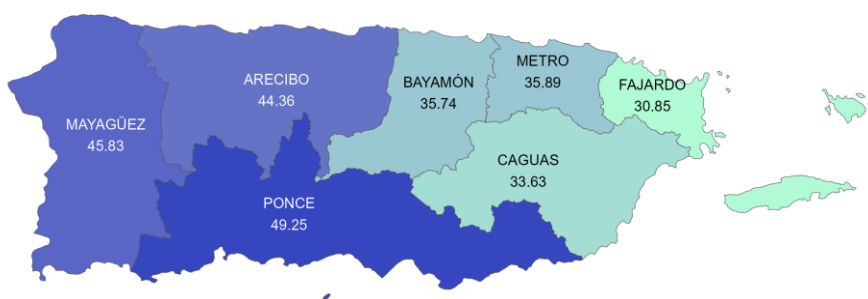 METRO
35.89
ARECIBO
44.36
BAYAMÓN
35.74
FAJARDO
30.85
MAYAGÜEZ
45.83
CAGUAS
33.63
PONCE
49.25